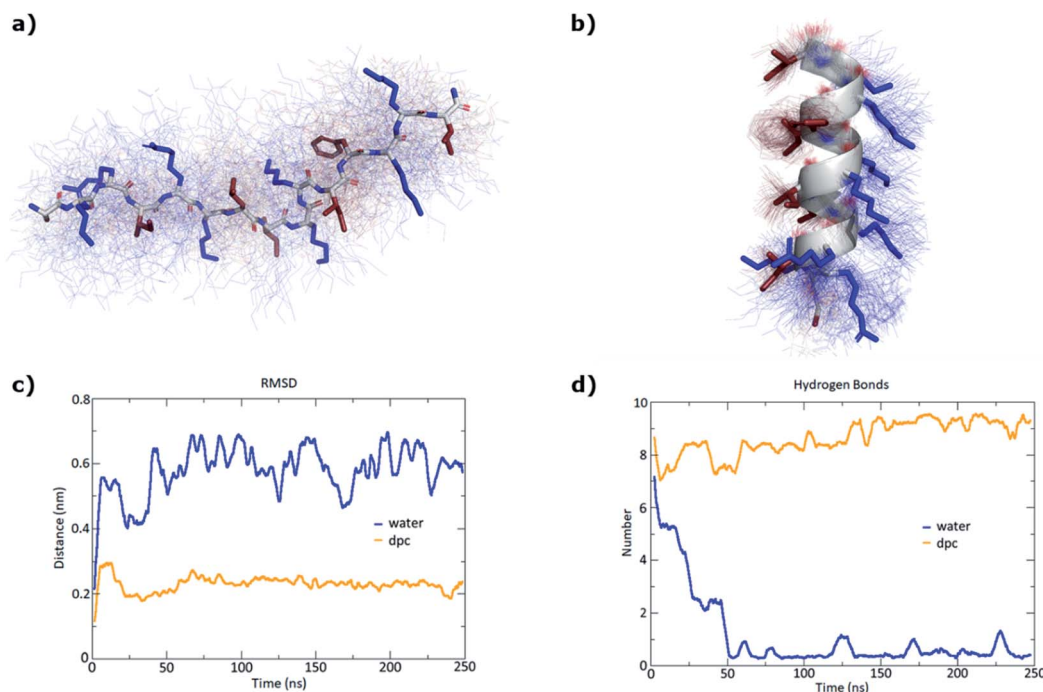 a)
b)
c)
RMSD
0.8
0.6
0.4
0.2
0
Distance (nm)
water
dpc
0
50
100
150
200
250
Time (ns)
d)
Hydrogen Bonds
10
8
6
4
2
0
Number
water
dpc
0
50
100
150
200
250
Time (ns)